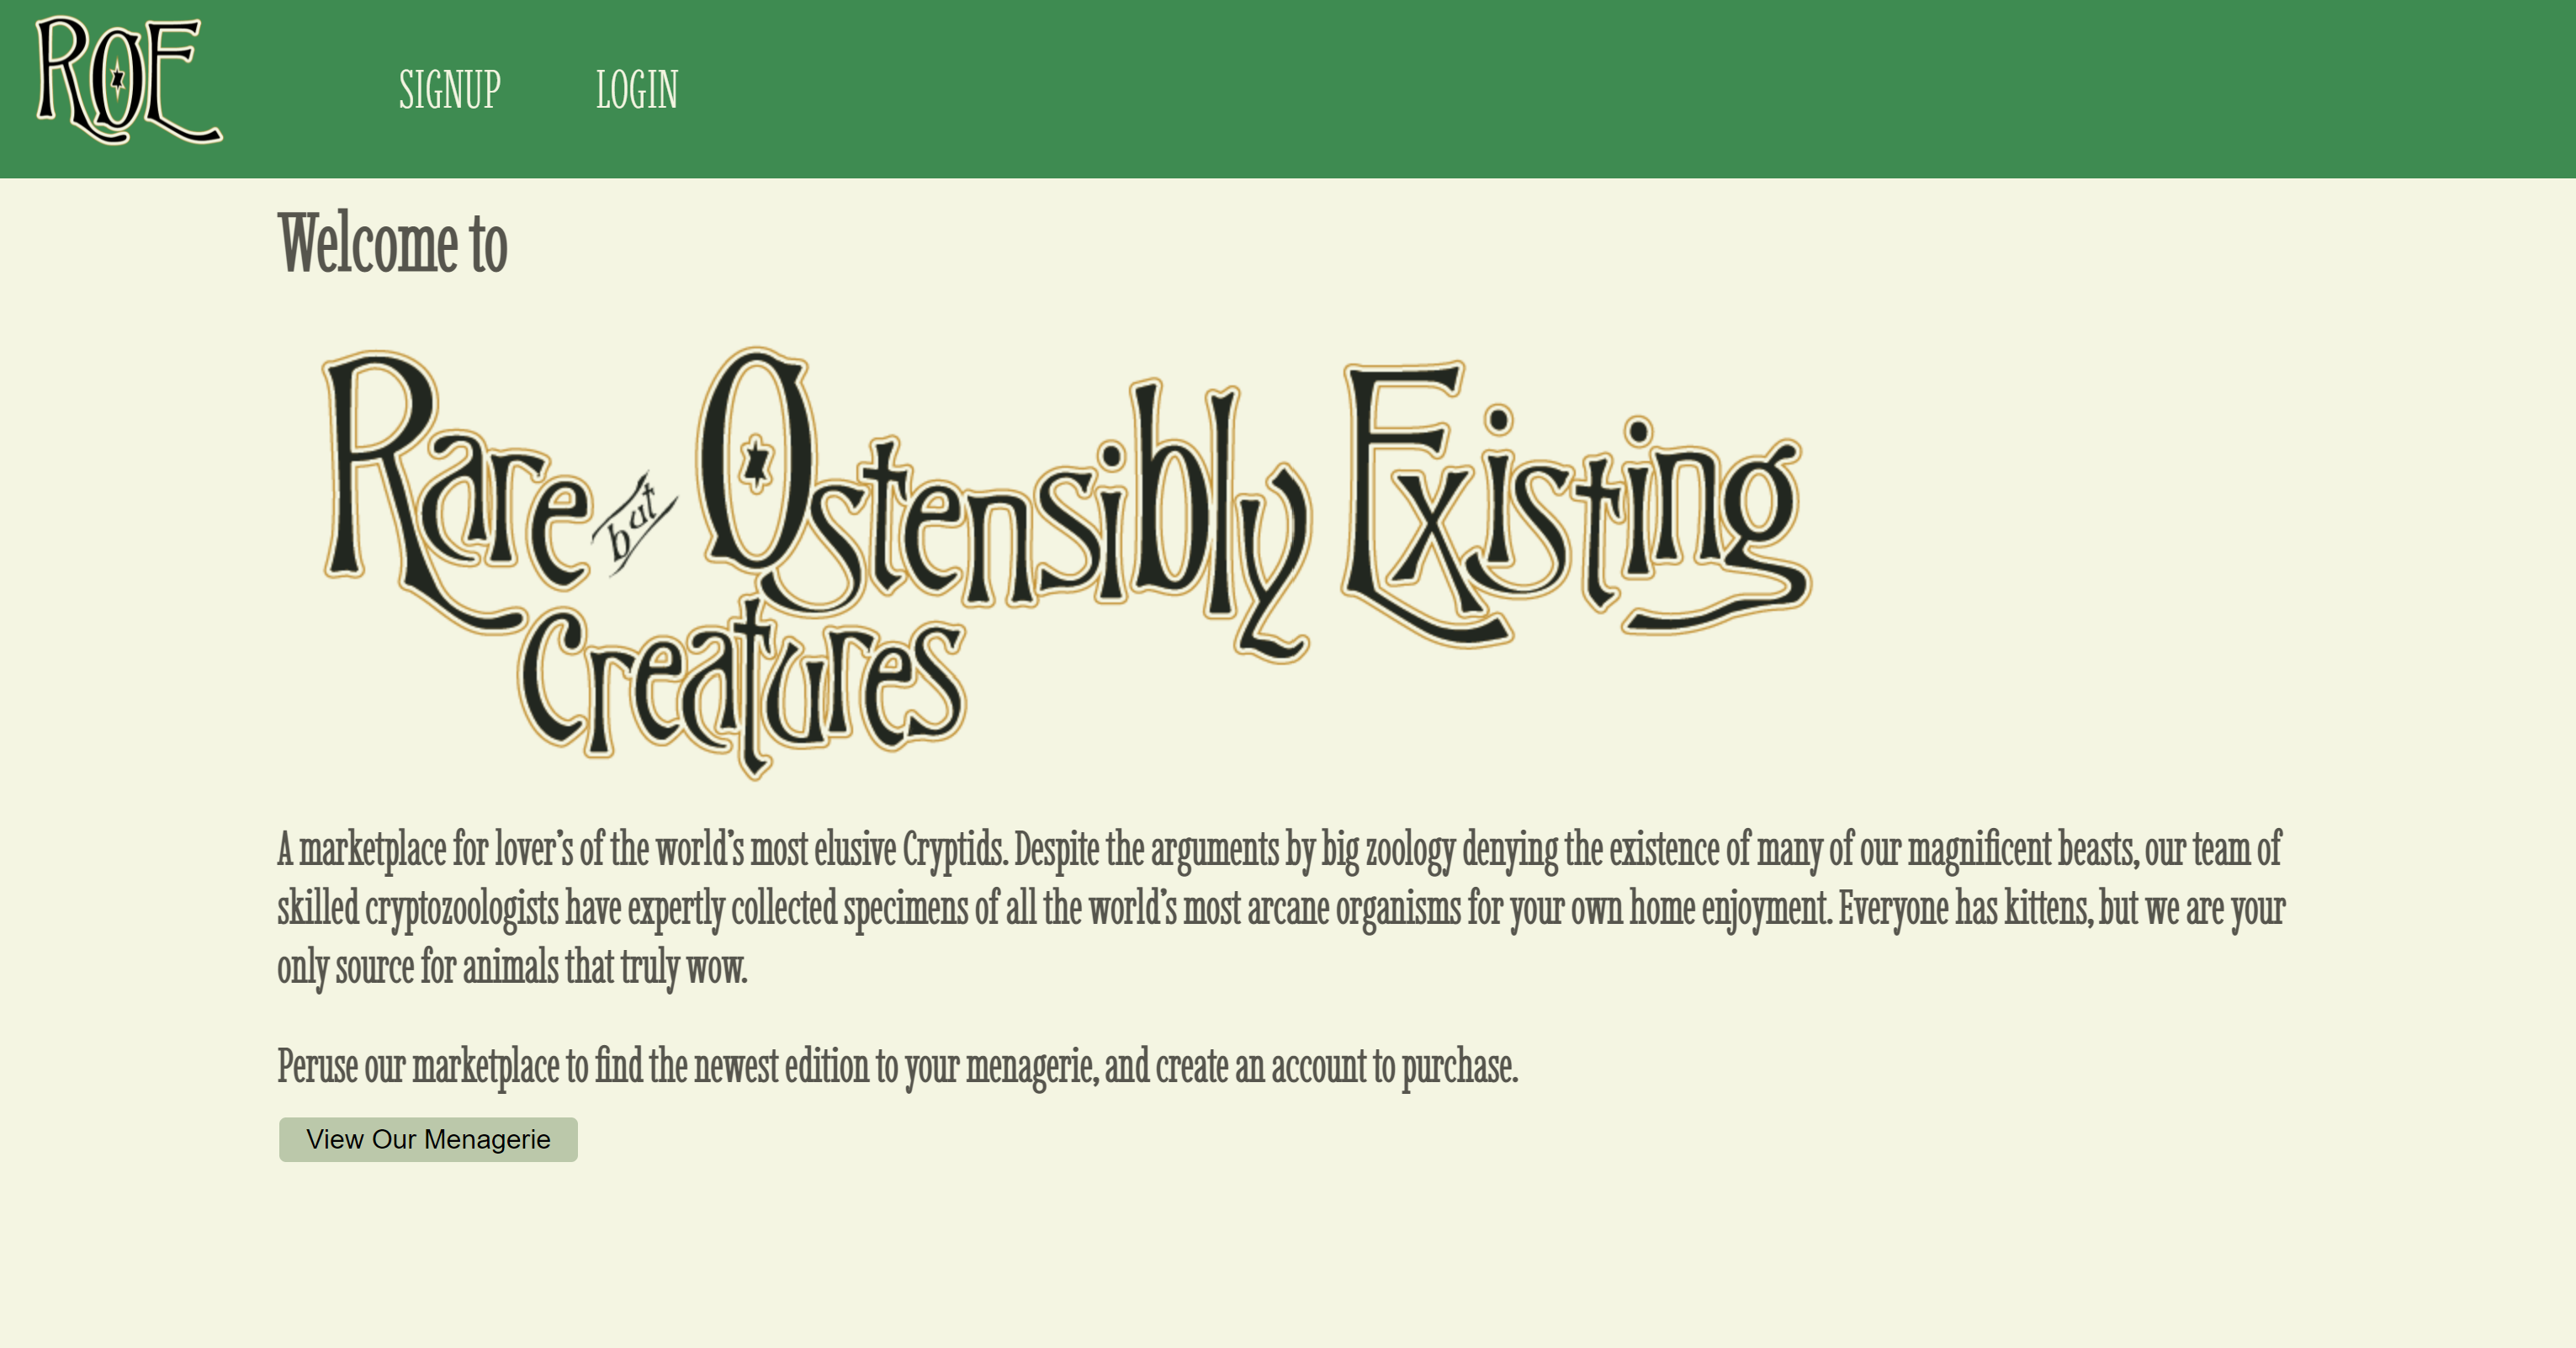 ROE
SIGNUP
LOGIN
Welcome to
Rare but Ostensibly Existing
Creatures
A marketplace for lover's of the world's most elusive Cryptids. Despite the arguments by big zoology denying the existence of many of our magnificent beasts, our team of
skilled cryptozoologists have expertly collected specimens of all the world's most arcane organisms for your own home enjoyment. Everyone has kittens, but we are your
only source for animals that truly wow.
Peruse our marketplace to find the newest edition to your menagerie, and create an account to purchase.
View Our Menagerie